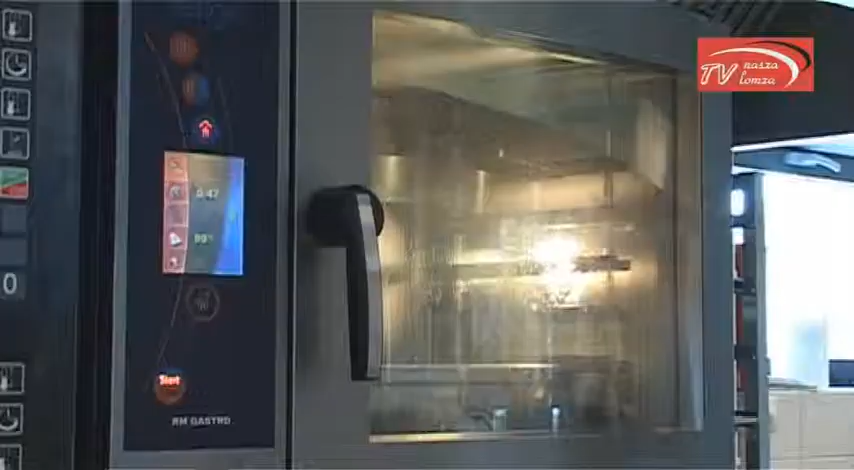 TV nasza
łomża
0:47
99°
Start
RM GASTRO
0